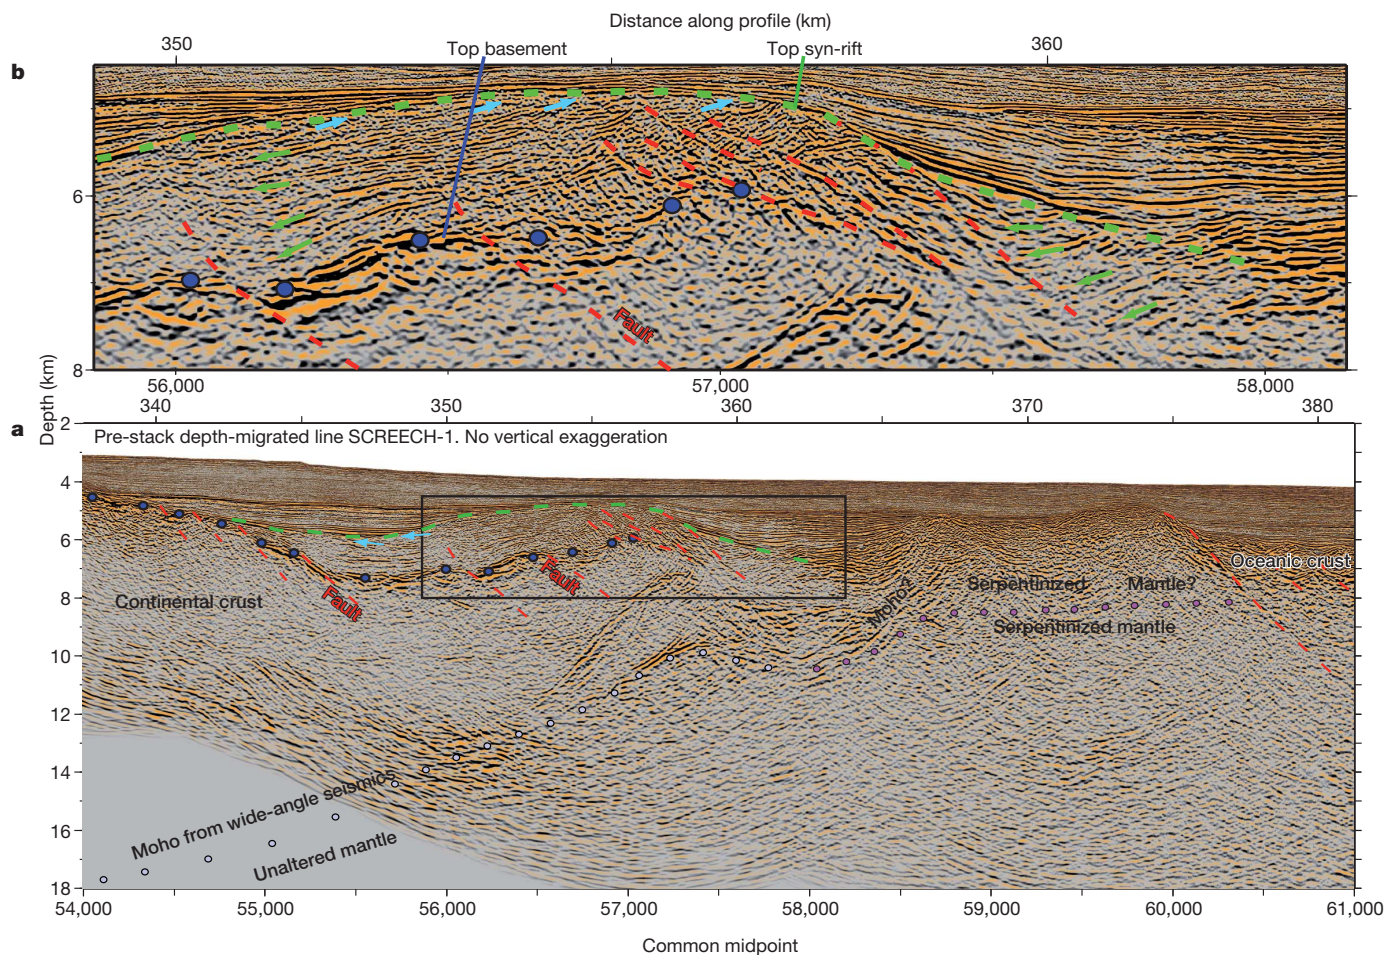 Distance along profile (km)
350
360
Top basement
Top syn-rift
b
6
8
Fault
56,000
57,000
58,000
Depth (km)
340
350
360
370
380
a
2
Pre-stack depth-migrated line SCREECH-1. No vertical exaggeration
4
6
8
10
12
14
16
18
Continental crust
Fault
Fault
Moho?
Serpentinized
Mantle?
Oceanic crust
Serpentinized mantle
Moho from wide-angle seismics
Unaltered mantle
54,000
55,000
56,000
57,000
58,000
59,000
60,000
61,000
Common midpoint